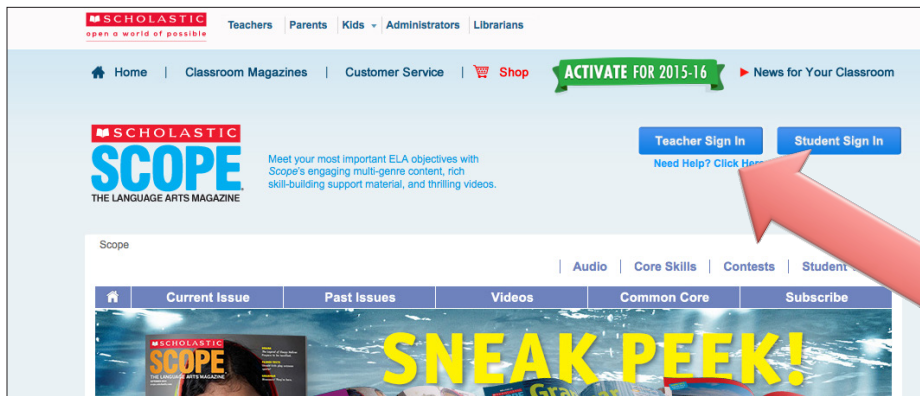 SCHOLASTIC
open a world of possible
Teachers | Parents | Kids | Administrators | Librarians
Home | Classroom Magazines | Customer Service | Shop
ACTIVATE FOR 2015-16
News for Your Classroom
SCHOLASTIC
SCOPE
THE LANGUAGE ARTS MAGAZINE
Meet your most important ELA objectives with
Scope's engaging multi-genre content, rich
skill-building support material, and thrilling videos.
Teacher Sign In
Student Sign In
Need Help? Click Here
Scope
| Audio | Core Skills | Contests | Student
Current Issue
Past Issues
Videos
Common Core
Subscribe
SNEAK PEEK!
SCHOLASTIC
SCOPE
THE LANGUAGE ARTS MAGAZINE